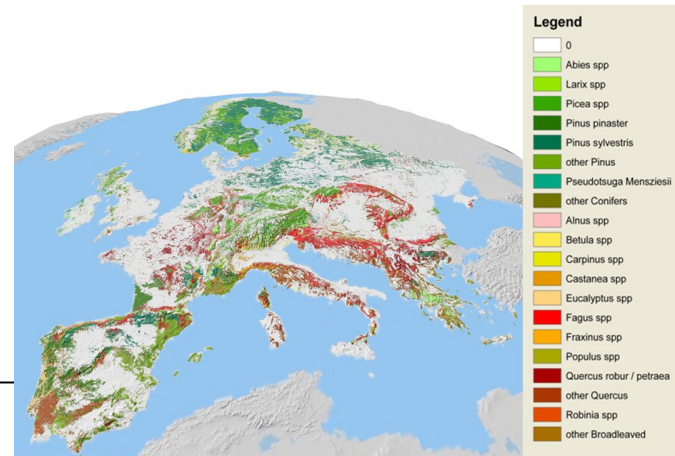 Legend
0
Abies spp
Larix spp
Picea spp
Pinus pinaster
Pinus sylvestris
other Pinus
Pseudotsuga Mensziesii
other Conifers
Alnus spp
Betula spp
Carpinus spp
Castanea spp
Eucalyptus spp
Fagus spp
Fraxinus spp
Populus spp
Quercus robur / petraea
other Quercus
Robinia spp
other Broadleaved